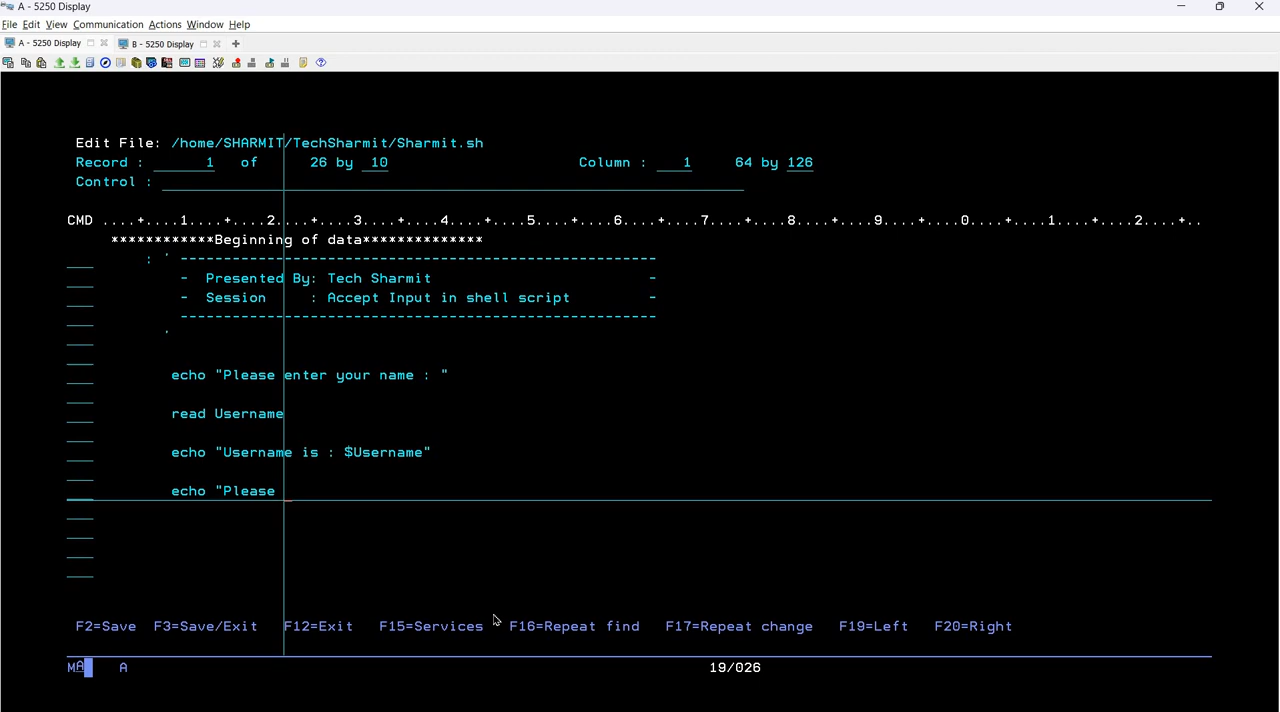 A - 5250 Display
File Edit View Communication Actions Window Help
A - 5250 Display B - 5250 Display
Edit File: /home/SHARMIT/TechSharmit/Sharmit.sh
Record : 1 of 26 by 10 Column : 1 64 by 126
Control :
CMD ....+....1....+....2....+....3....+....4....+....5....+....6....+....7....+....8....+....9....+....0....+....1....+....2....+..
************Beginning of data**************
: ' -------------------------------------------------------
- Presented By: Tech Sharmit -
- Session : Accept Input in shell script -
-------------------------------------------------------
'
echo "Please enter your name : "
read Username
echo "Username is : $Username"
echo "Please
F2=Save F3=Save/Exit F12=Exit F15=Services F16=Repeat find F17=Repeat change F19=Left F20=Right
MA A 19/026